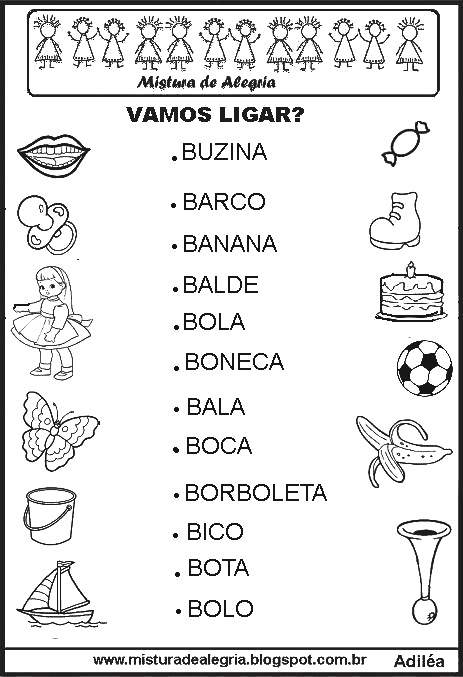 Mistura de Alegria
VAMOS LIGAR?
.BUZINA
.BARCO
.BANANA
.BALDE
.BOLA
.BONECA
.BALA
.BOCA
.BORBOLETA
.BICO
.BOTA
.BOLO
www.misturadealegria.blogspot.com.br Adiléa